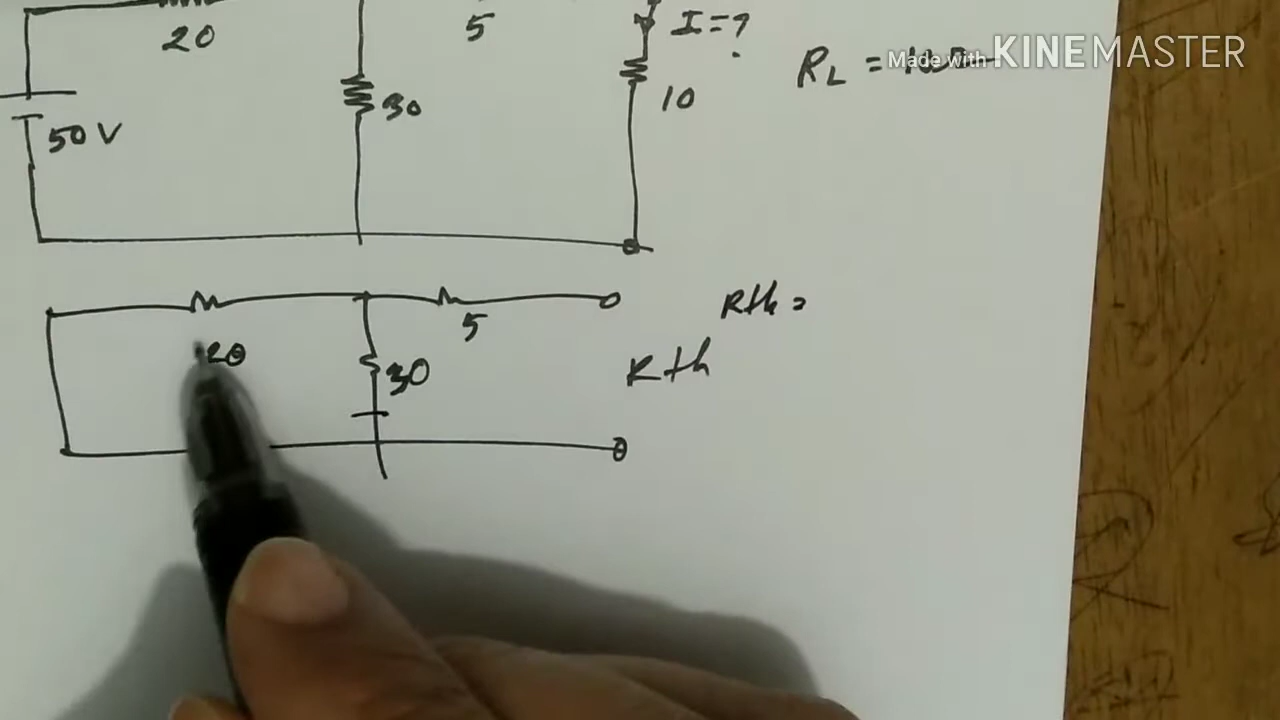 20
5
I=?
30
10
50 V
RL =
Made with KINEMASTER
20
5
30
Rth =
Rth